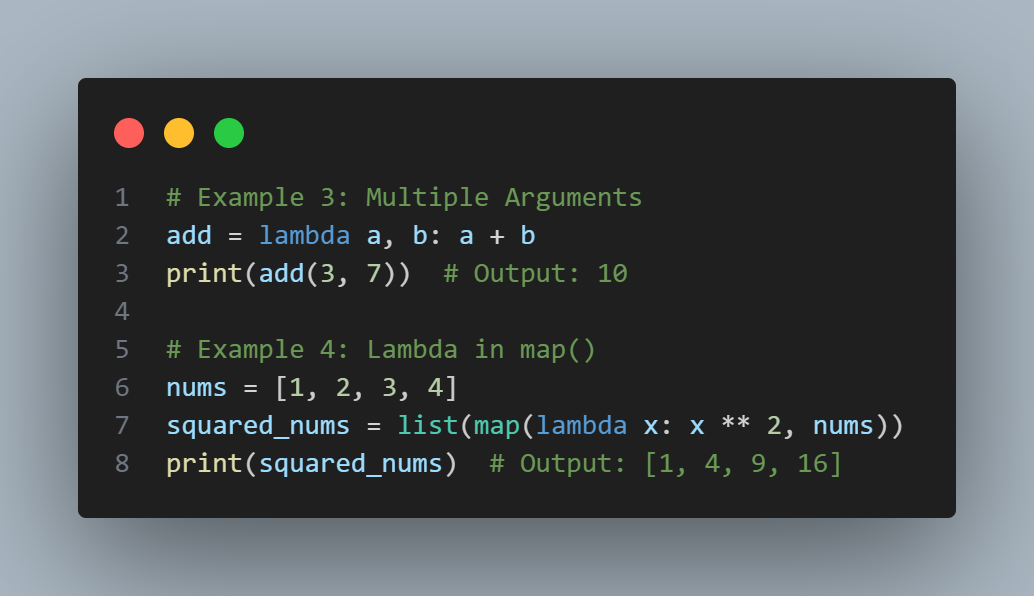 1 # Example 3: Multiple Arguments
2 add = lambda a, b: a + b
3 print(add(3, 7))  # Output: 10
4
5 # Example 4: Lambda in map()
6 nums = [1, 2, 3, 4]
7 squared_nums = list(map(lambda x: x ** 2, nums))
8 print(squared_nums)  # Output: [1, 4, 9, 16]